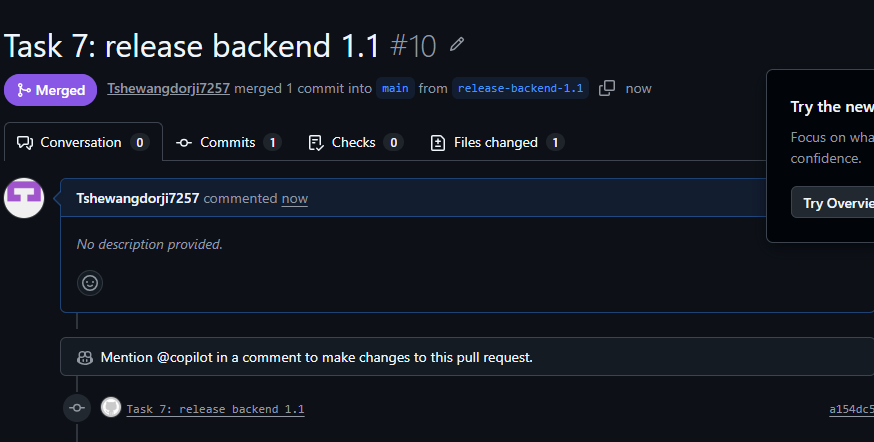 Task 7: release backend 1.1 #10
Merged Tshewangdorji7257 merged 1 commit into main from release-backend-1.1 now
Try the new
Focus on wha
confidence.
Try Overvie
Conversation 0 Commits 1 Checks 0 Files changed 1
Tshewangdorji7257 commented now
No description provided.
Mention @copilot in a comment to make changes to this pull request.
Task 7: release backend 1.1 a154dc5